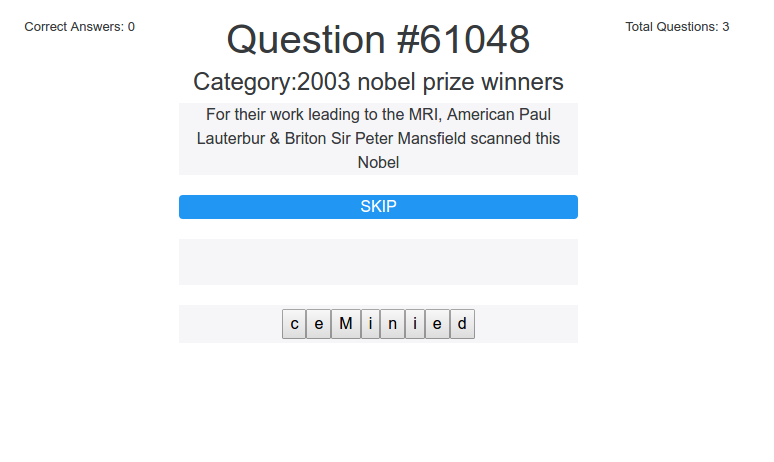 Correct Answers: 0
Question #61048
Total Questions: 3
Category:2003 nobel prize winners
For their work leading to the MRI, American Paul
Lauterbur & Briton Sir Peter Mansfield scanned this
Nobel
SKIP
c e M i n i e d